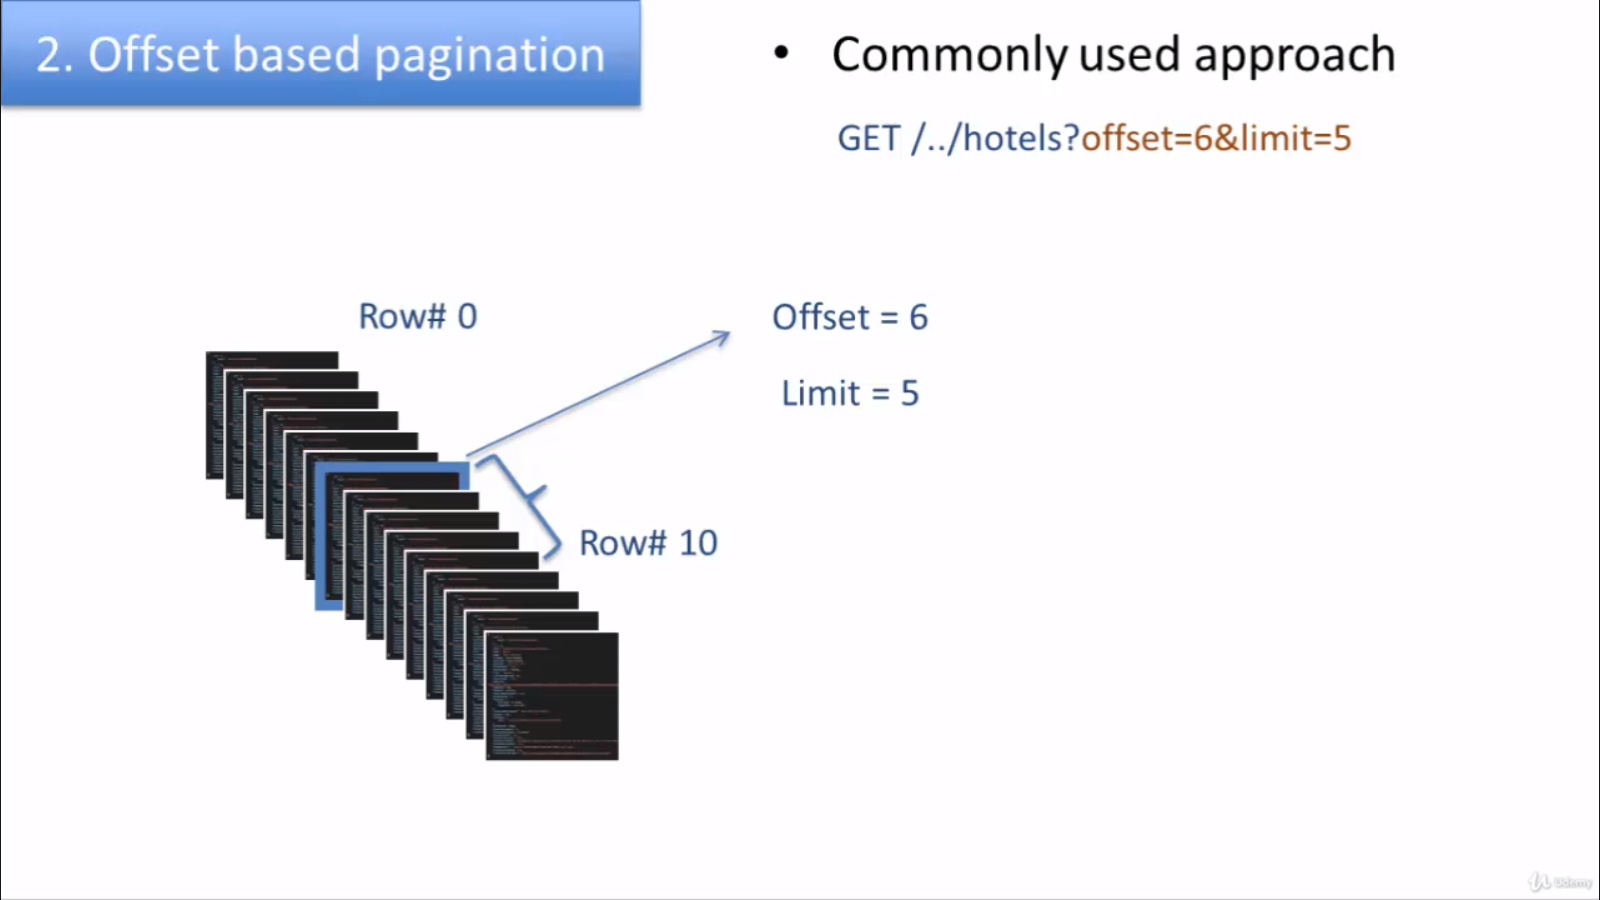 2. Offset based pagination
• Commonly used approach
GET /../hotels?offset=6&limit=5
Row# 0
Offset = 6
Limit = 5
Row# 10
Udemy